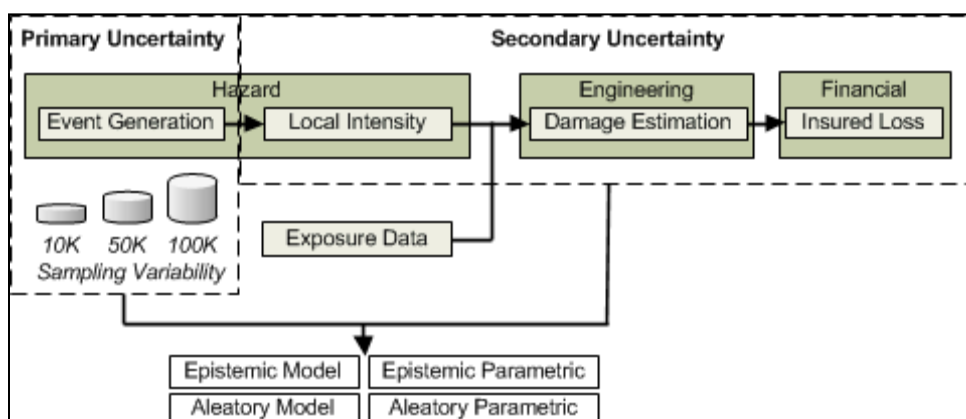 Primary Uncertainty
Secondary Uncertainty
Hazard
Engineering
Financial
Event Generation
Local Intensity
Damage Estimation
Insured Loss
10K 50K 100K
Sampling Variability
Exposure Data
Epistemic Model
Epistemic Parametric
Aleatory Model
Aleatory Parametric